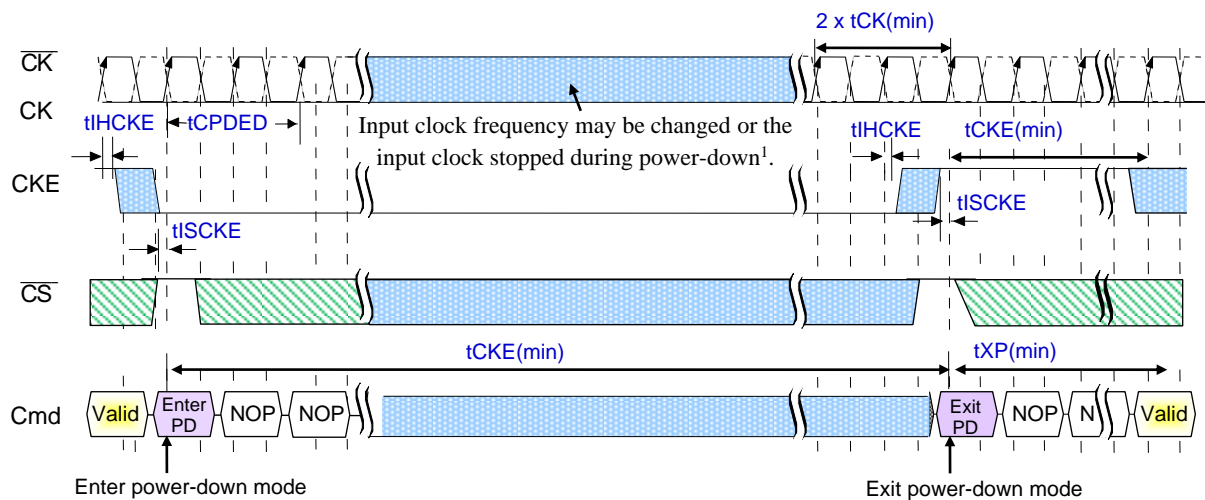 2 x tCK(min)
CK
CK
tIHCKE
tCPDED
Input clock frequency may be changed or the
input clock stopped during power-down1.
tIHCKE
tCKE(min)
CKE
tISCKE
tISCKE
CS
tCKE(min)
tXP(min)
Cmd
Valid
Enter
PD
NOP
NOP
Exit
PD
NOP
N
Valid
Enter power-down mode
Exit power-down mode